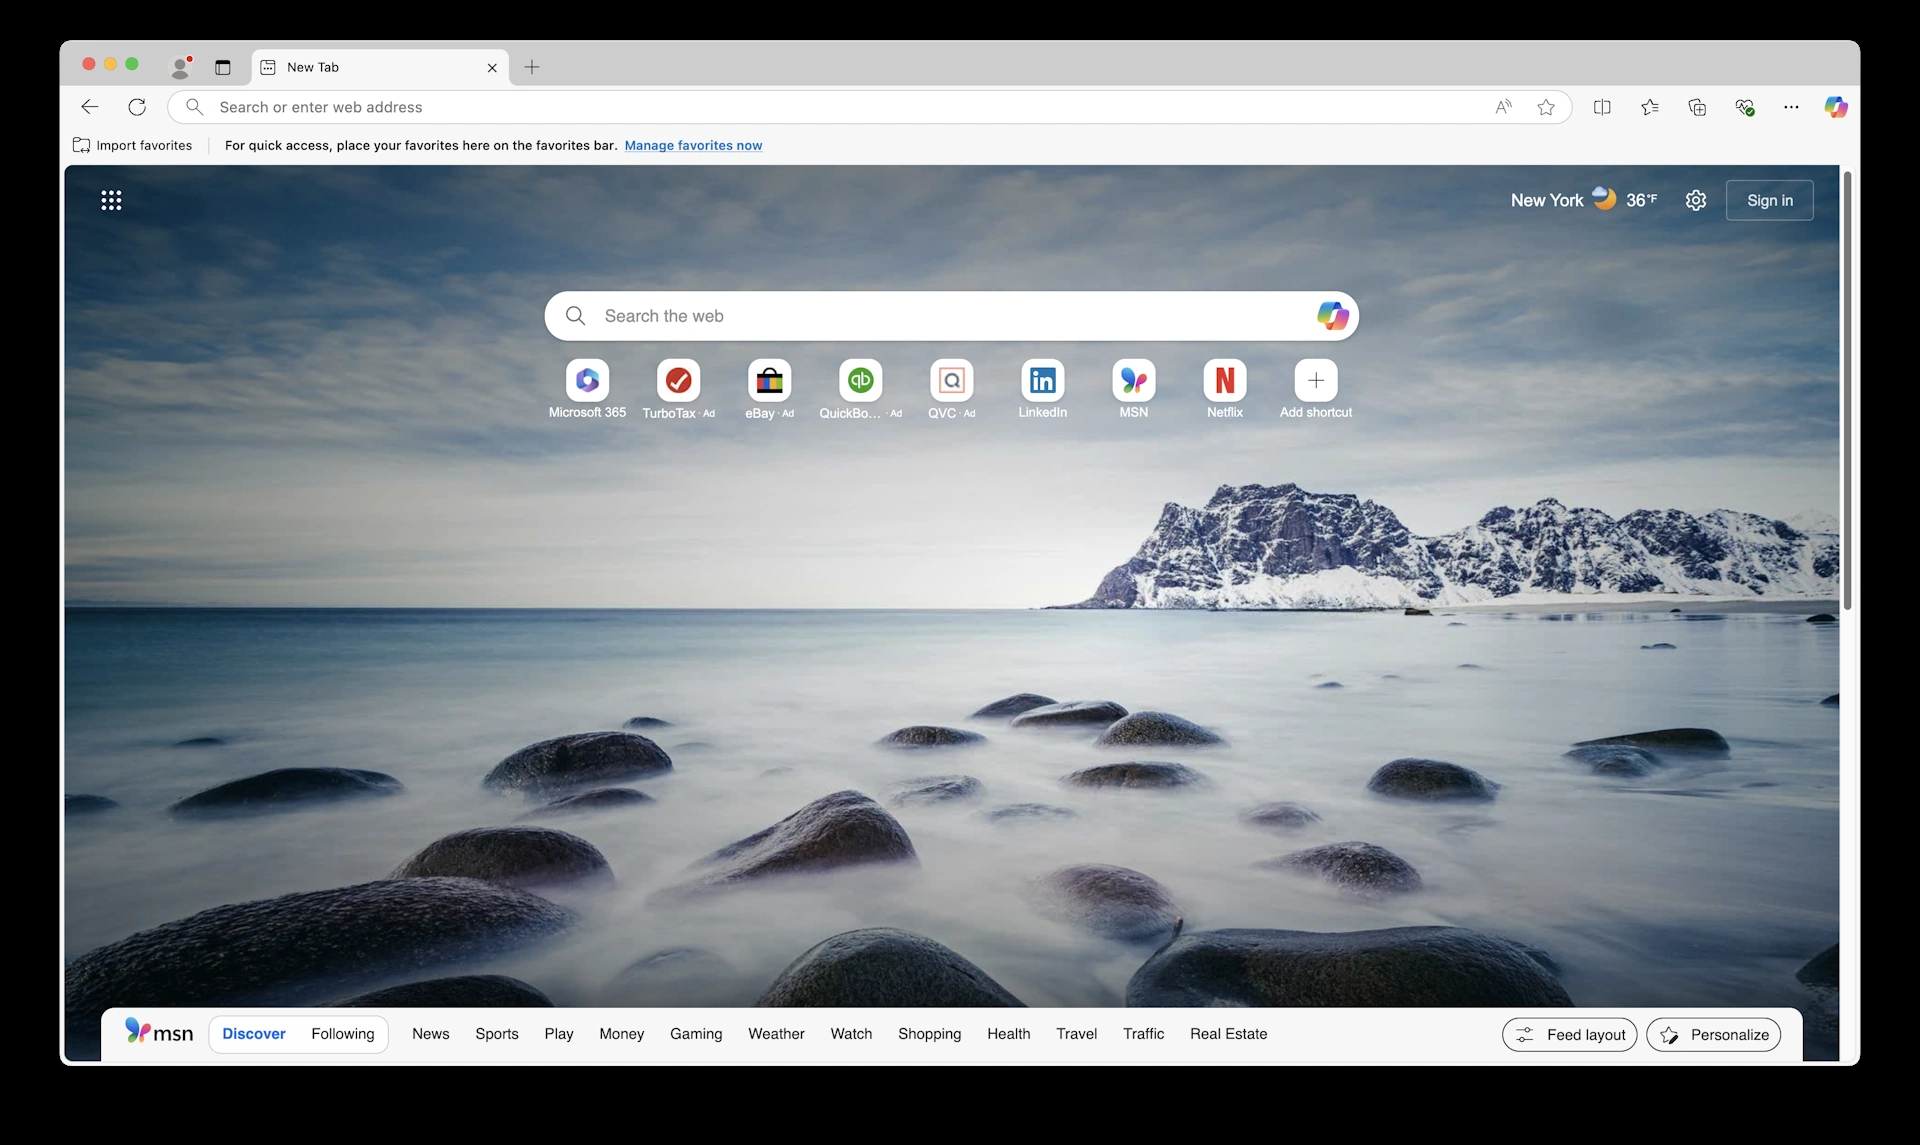 New Tab
Search or enter web address
Import favorites
For quick access, place your favorites here on the favorites bar. Manage favorites now
New York 36°F
Sign in
Search the web
Microsoft 365
TurboTax · Ad
eBay · Ad
QuickBo... · Ad
QVC · Ad
LinkedIn
MSN
Netflix
Add shortcut
msn
Discover
Following
News
Sports
Play
Money
Gaming
Weather
Watch
Shopping
Health
Travel
Traffic
Real Estate
Feed layout
Personalize